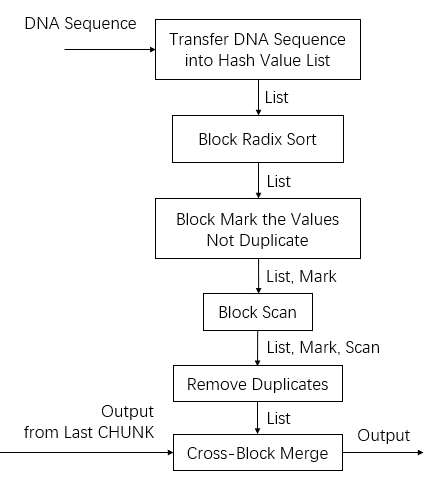 DNA Sequence
Transfer DNA Sequence
into Hash Value List
List
Block Radix Sort
List
Block Mark the Values
Not Duplicate
List, Mark
Block Scan
List, Mark, Scan
Remove Duplicates
List
Output
from Last CHUNK
Cross-Block Merge
Output